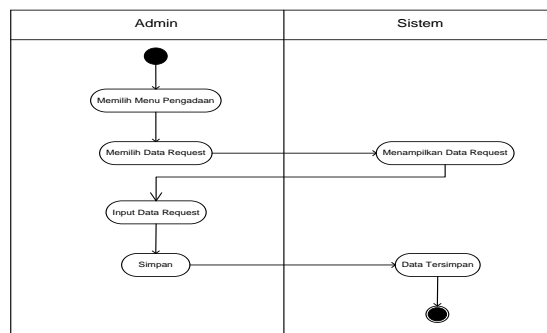 Admin
Sistem
Memilih Menu Pengadaan
Memilih Data Request
Menampilkan Data Request
Input Data Request
Simpan
Data Tersimpan